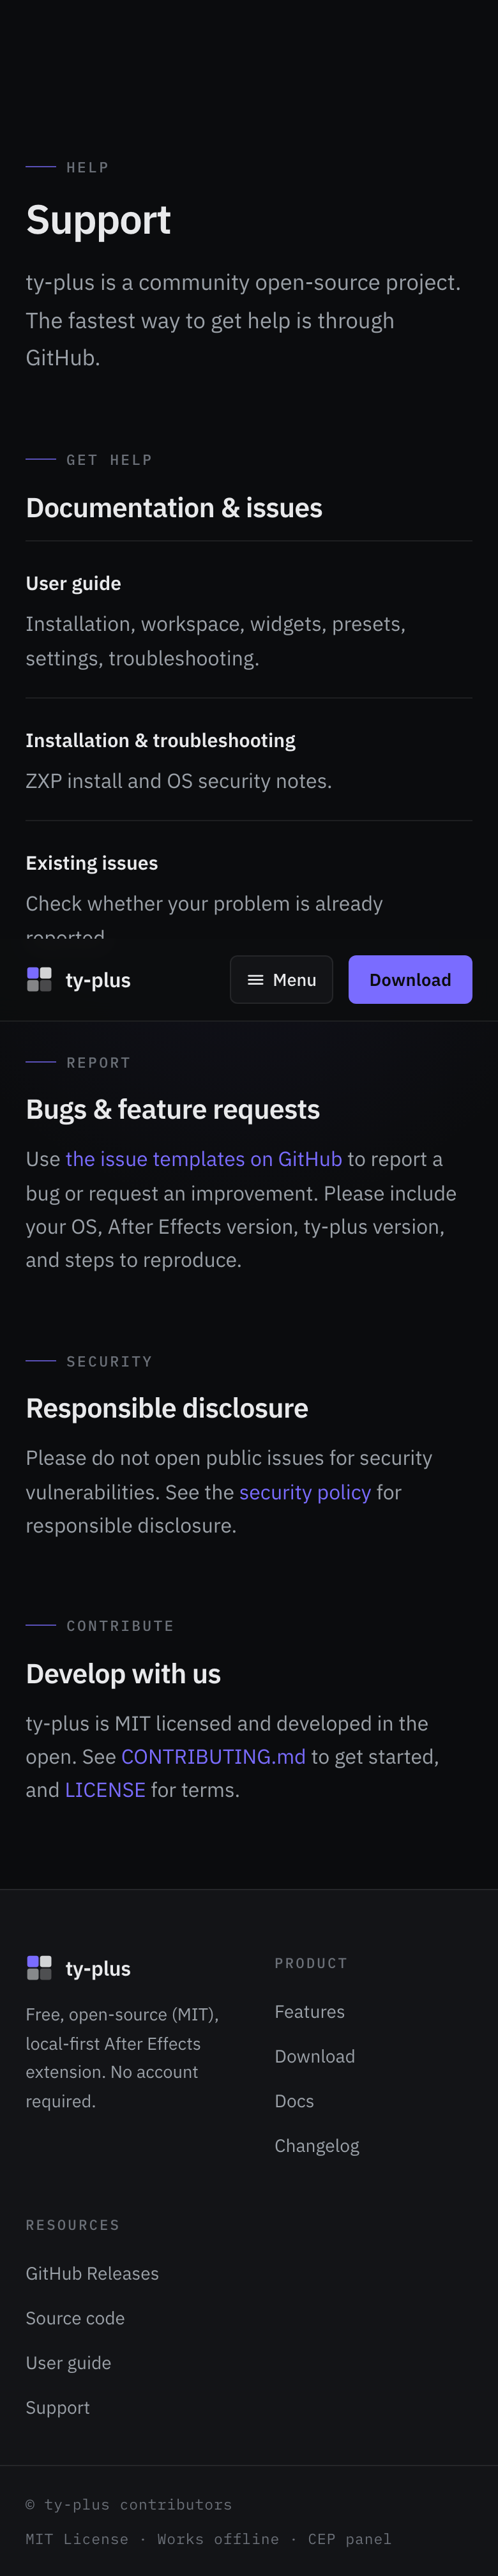 HELP
Support
ty-plus is a community open-source project.
The fastest way to get help is through
GitHub.
GET HELP
Documentation & issues
User guide
Installation, workspace, widgets, presets,
settings, troubleshooting.
Installation & troubleshooting
ZXP install and OS security notes.
Existing issues
Check whether your problem is already
reported.
ty-plus
Menu
Download
REPORT
Bugs & feature requests
Use the issue templates on GitHub to report a
bug or request an improvement. Please include
your OS, After Effects version, ty-plus version,
and steps to reproduce.
SECURITY
Responsible disclosure
Please do not open public issues for security
vulnerabilities. See the security policy for
responsible disclosure.
CONTRIBUTE
Develop with us
ty-plus is MIT licensed and developed in the
open. See CONTRIBUTING.md to get started,
and LICENSE for terms.
ty-plus
Free, open-source (MIT),
local-first After Effects
extension. No account
required.
PRODUCT
Features
Download
Docs
Changelog
RESOURCES
GitHub Releases
Source code
User guide
Support
© ty-plus contributors
MIT License · Works offline · CEP panel